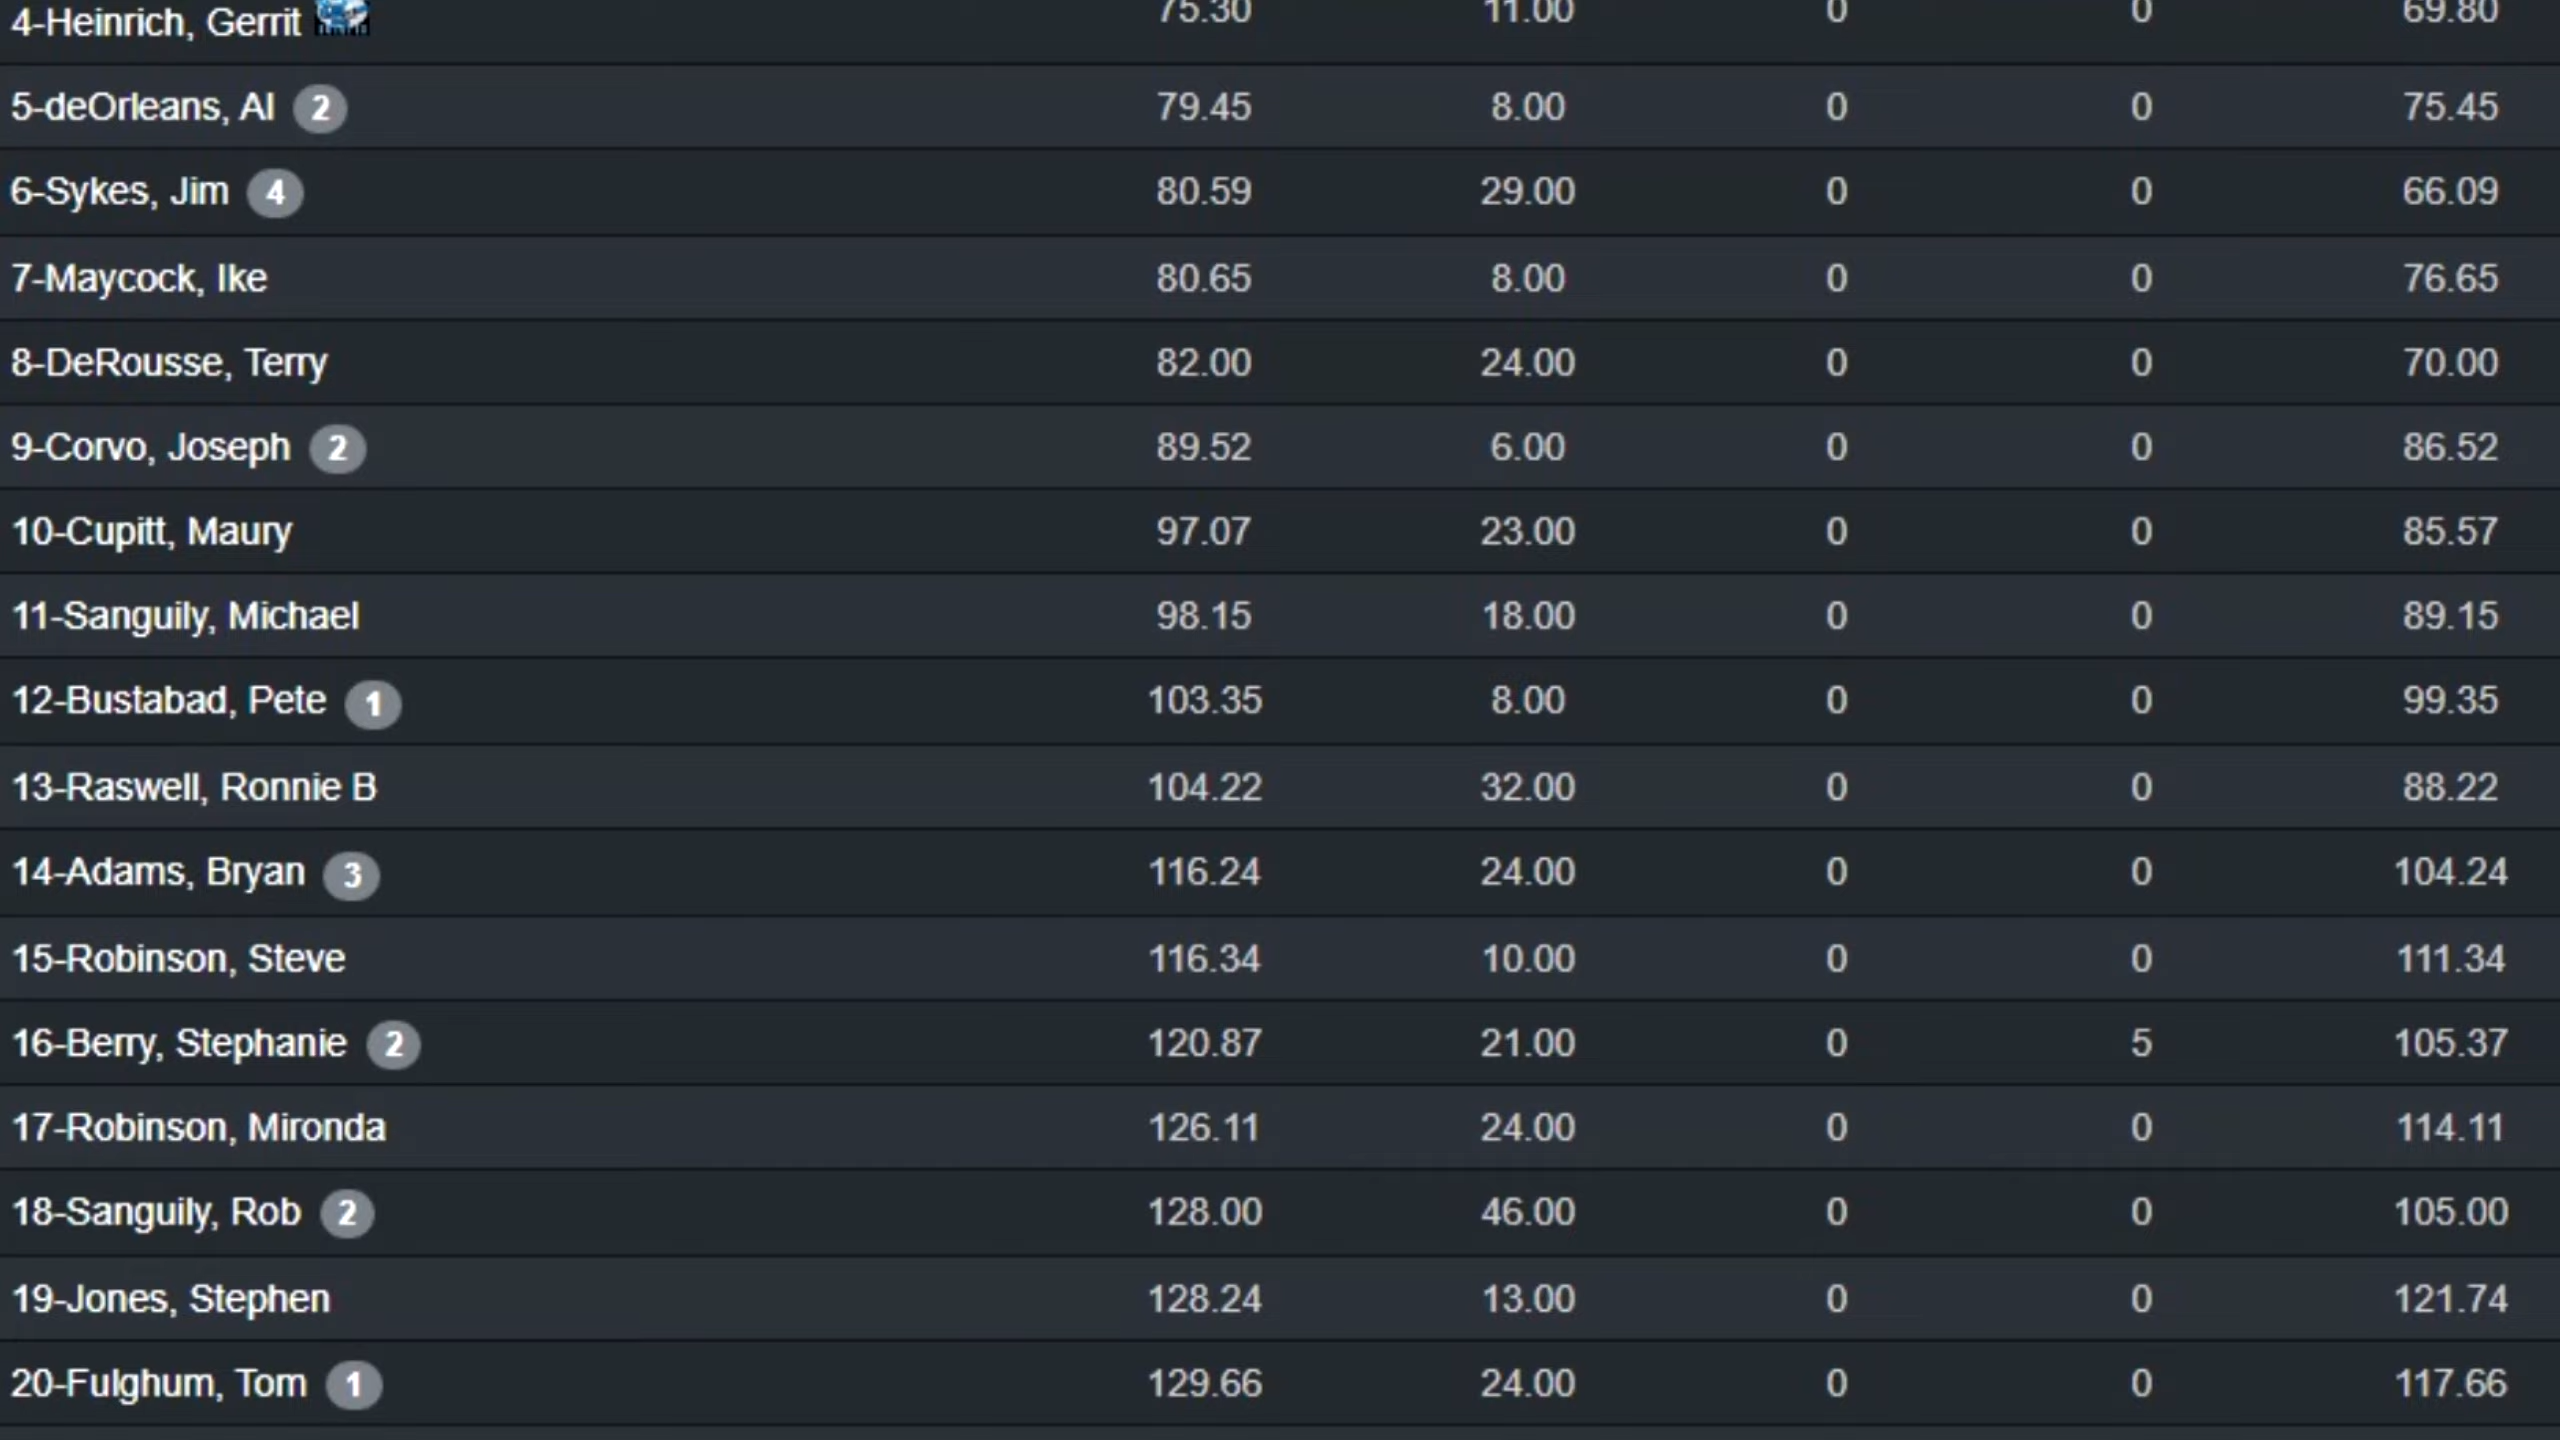 4-Heinrich, Gerrit 75.30 11.00 0 0 69.80
5-deOrleans, Al 2 79.45 8.00 0 0 75.45
6-Sykes, Jim 4 80.59 29.00 0 0 66.09
7-Maycock, Ike 80.65 8.00 0 0 76.65
8-DeRousse, Terry 82.00 24.00 0 0 70.00
9-Corvo, Joseph 2 89.52 6.00 0 0 86.52
10-Cupitt, Maury 97.07 23.00 0 0 85.57
11-Sanguily, Michael 98.15 18.00 0 0 89.15
12-Bustabad, Pete 1 103.35 8.00 0 0 99.35
13-Raswell, Ronnie B 104.22 32.00 0 0 88.22
14-Adams, Bryan 3 116.24 24.00 0 0 104.24
15-Robinson, Steve 116.34 10.00 0 0 111.34
16-Berry, Stephanie 2 120.87 21.00 0 5 105.37
17-Robinson, Mironda 126.11 24.00 0 0 114.11
18-Sanguily, Rob 2 128.00 46.00 0 0 105.00
19-Jones, Stephen 128.24 13.00 0 0 121.74
20-Fulghum, Tom 1 129.66 24.00 0 0 117.66